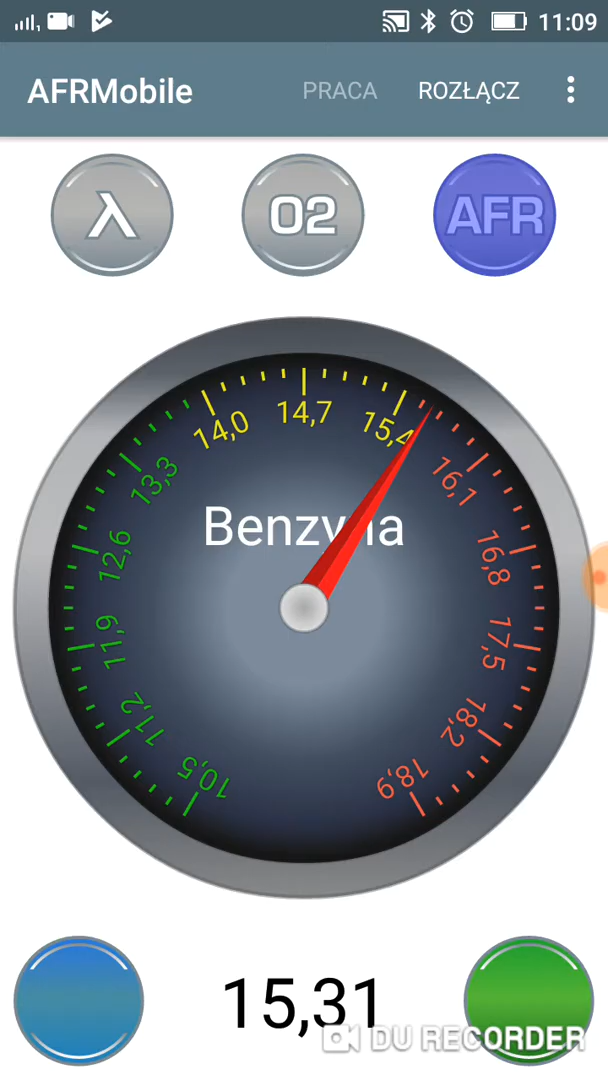 11:09
AFRMobile PRACA ROZŁĄCZ
λ O2 AFR
10,5 11,2 11,9 12,6 13,3 14,0 14,7 15,4 16,1 16,8 17,5 18,2 18,9
Benzyna
15,31
DU RECORDER